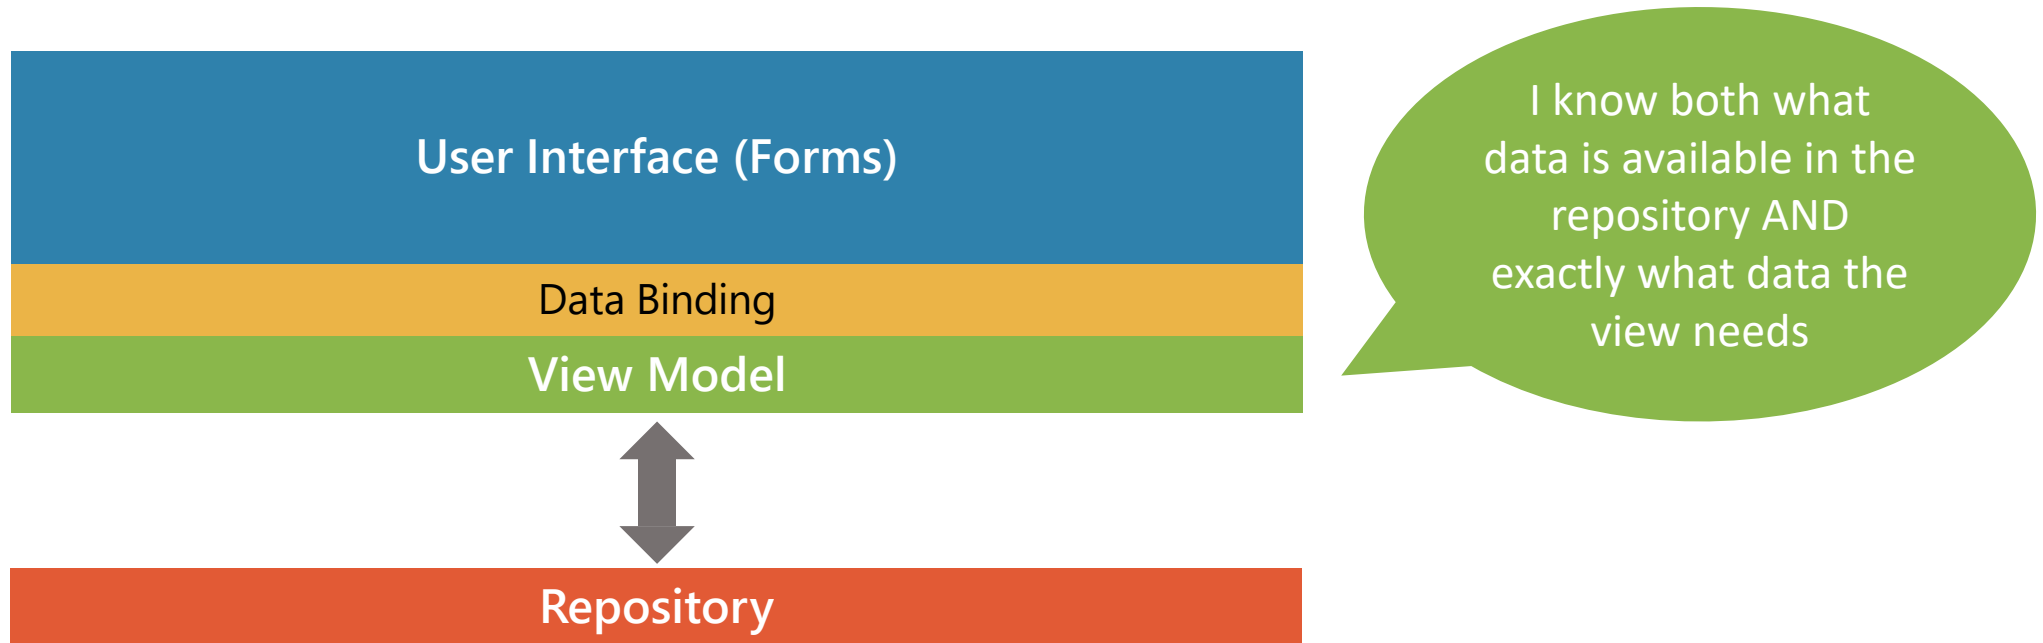 User Interface (Forms)
Data Binding
View Model
Repository
I know both what
data is available in the
repository AND
exactly what data the
view needs